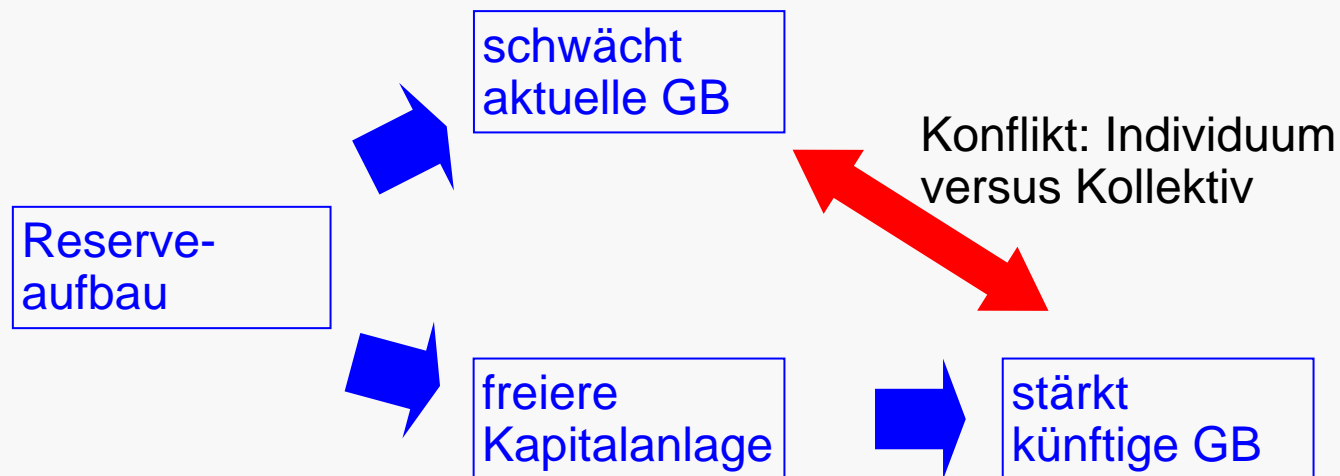 schwächt
aktuelle GB
Konflikt: Individuum
versus Kollektiv
Reserve-
aufbau
freiere
Kapitalanlage
stärkt
künftige GB